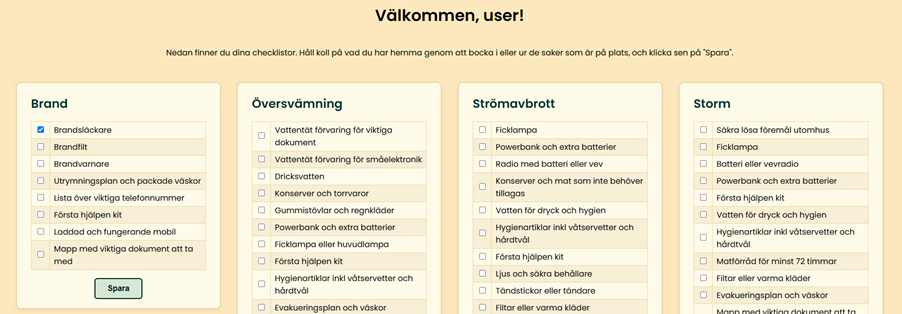 Välkommen, user!
Nedan finner du dina checklistor. Håll koll på vad du har hemma genom att bocka i eller ur de saker som är på plats, och klicka sen på "Spara".
Brand
Brandsläckare
Brandfilt
Brandvarnare
Utrymningsplan och packade väskor
Lista över viktiga telefonnummer
Första hjälpen kit
Laddad och fungerande mobil
Mapp med viktiga dokument att ta
med
Spara
Översvämning
Vattentät förvaring för viktiga
dokument
Vattentät förvaring för småelektronik
Dricksvatten
Konserver och torrvaror
Gummistövlar och regnkläder
Powerbank och extra batterier
Ficklampa eller huvudlampa
Första hjälpen kit
Hygienartiklar inkl våtservetter och
hårdtvål
Evakueringsplan och väskor
Strömavbrott
Ficklampa
Powerbank och extra batterier
Radio med batteri eller vev
Konserver och mat som inte behöver
tillagas
Vatten för dryck och hygien
Hygienartiklar inkl våtservetter och
hårdtvål
Första hjälpen kit
Ljus och säkra behållare
Tändstickor eller tändare
Filtar eller varma kläder
Storm
Säkra lösa föremål utomhus
Ficklampa
Batteri eller vevradio
Powerbank och extra batterier
Första hjälpen kit
Vatten för dryck och hygien
Hygienartiklar inkl våtservetter och
hårdtvål
Matförråd för minst 72 timmar
Filtar eller varma kläder
Evakueringsplan och väskor
Mapp med viktiga dokument att ta